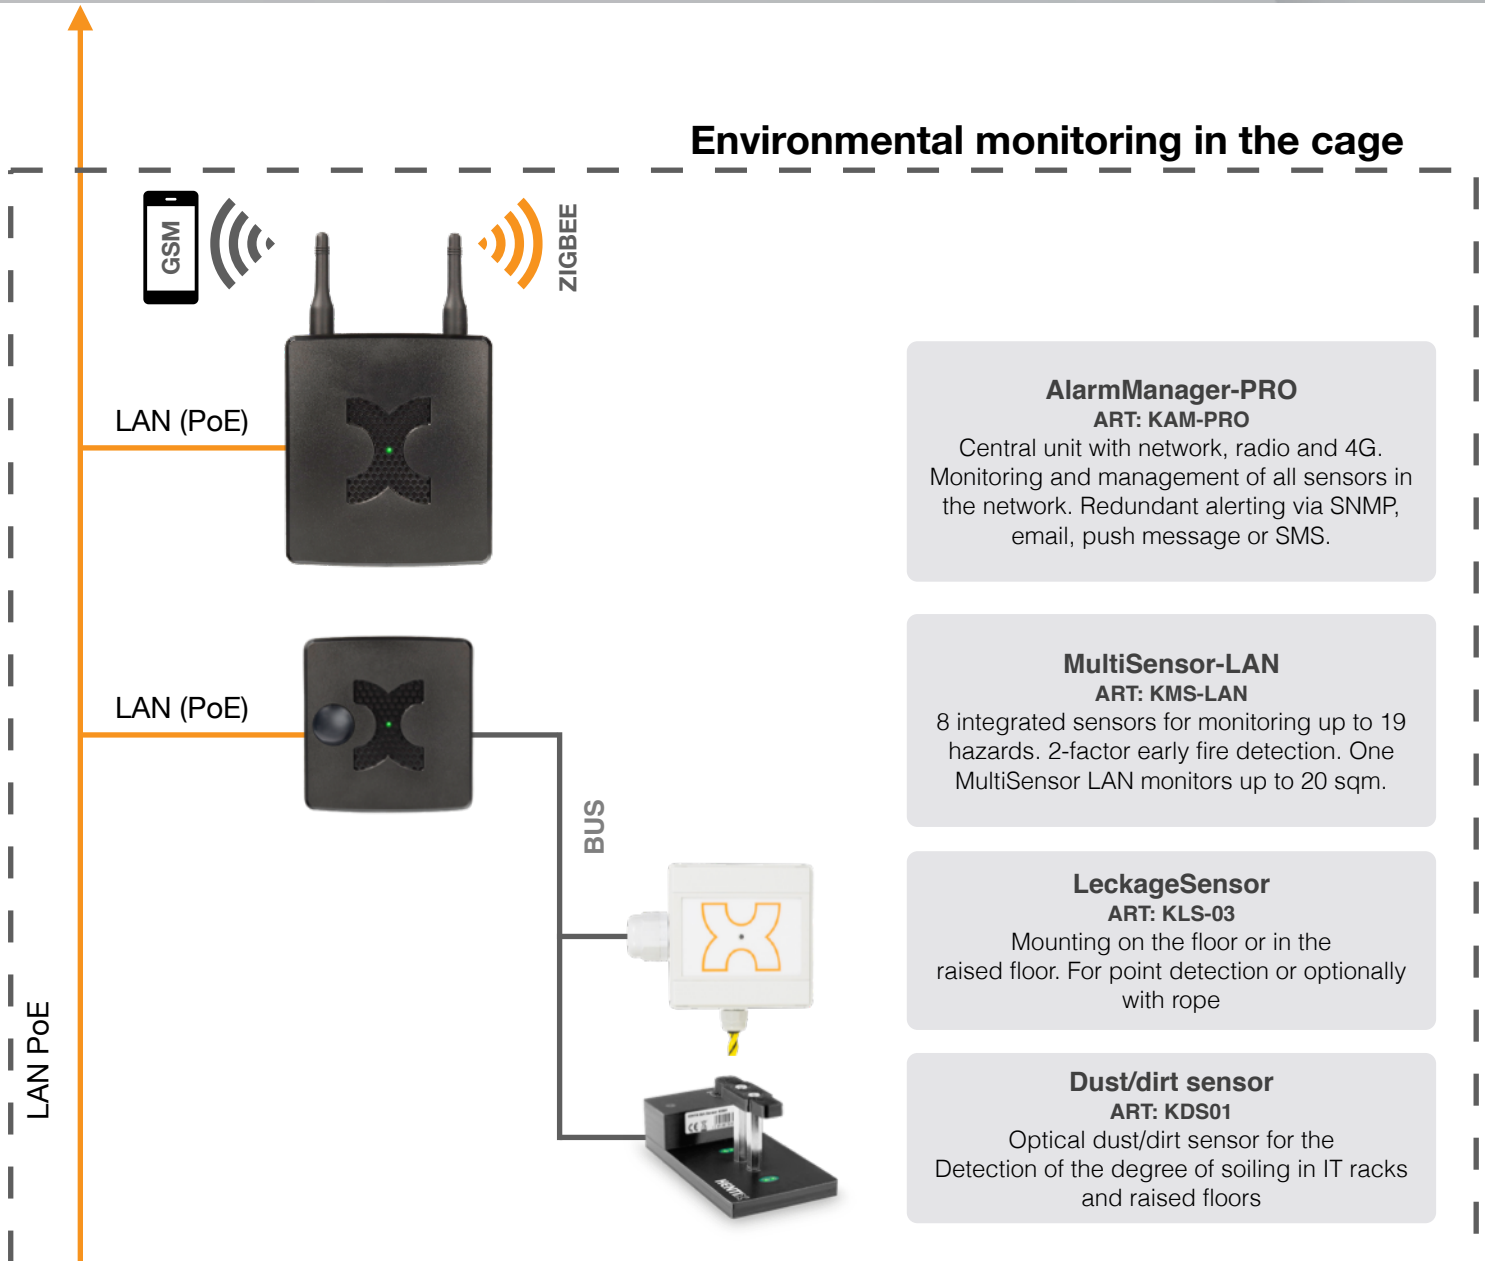 Environmental monitoring in the cage
GSM
ZIGBEE
LAN (PoE)
AlarmManager-PRO
ART: KAM-PRO
Central unit with network, radio and 4G.
Monitoring and management of all sensors in
the network. Redundant alerting via SNMP,
email, push message or SMS.
LAN (PoE)
MultiSensor-LAN
ART: KMS-LAN
8 integrated sensors for monitoring up to 19
hazards. 2-factor early fire detection. One
MultiSensor LAN monitors up to 20 sqm.
BUS
LeckageSensor
ART: KLS-03
Mounting on the floor or in the
raised floor. For point detection or optionally
with rope
LAN PoE
Dust/dirt sensor
ART: KDS01
Optical dust/dirt sensor for the
Detection of the degree of soiling in IT racks
and raised floors
CE